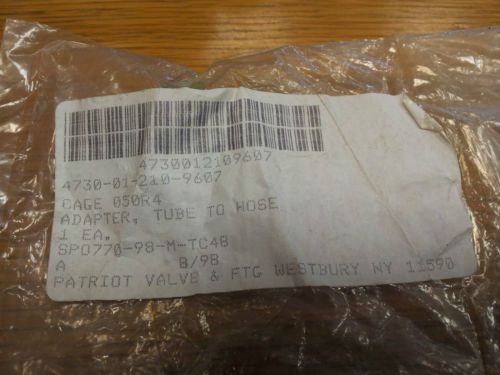 4730012109607
4730-01-210-9607
CAGE 050R4
ADAPTER, TUBE TO HOSE
1 EA.
SPO770-98-M-TC48
A 8/98
PATRIOT VALVE & FTG WESTBURY NY 11590